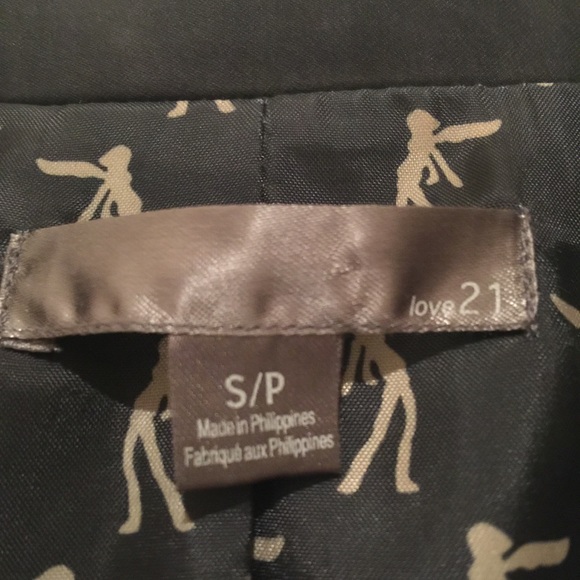 love 21
S/P
Made in Philippines
Fabriqué aux Philippines